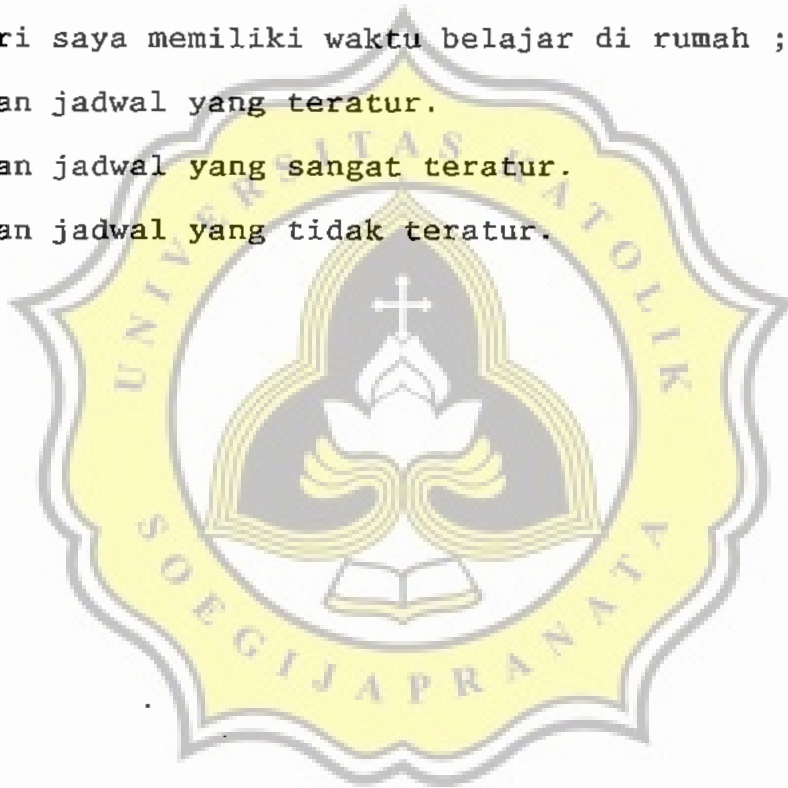 ri saya memiliki waktu belajar di rumah ;
an jadwal yang teratur.
an jadwal yang sangat teratur.
an jadwal yang tidak teratur.
UNIVERSITAS KATOLIK
SOEGIJAPRANATA